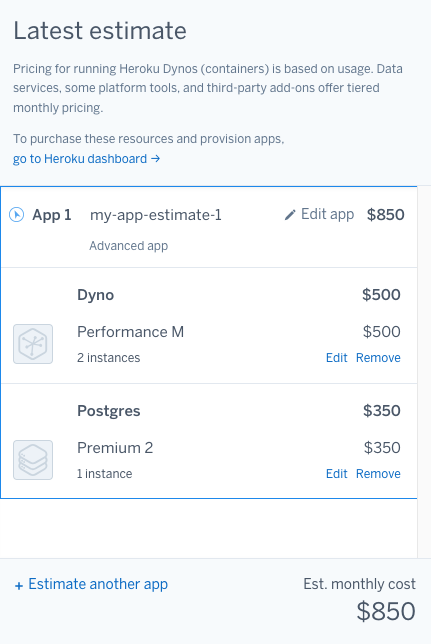 Latest estimate
Pricing for running Heroku Dynos (containers) is based on usage. Data
services, some platform tools, and third-party add-ons offer tiered
monthly pricing.
To purchase these resources and provision apps,
go to Heroku dashboard →
App 1 my-app-estimate-1 Edit app $850
Advanced app
Dyno $500
Performance M $500
2 instances Edit Remove
Postgres $350
Premium 2 $350
1 instance Edit Remove
+ Estimate another app Est. monthly cost
$850